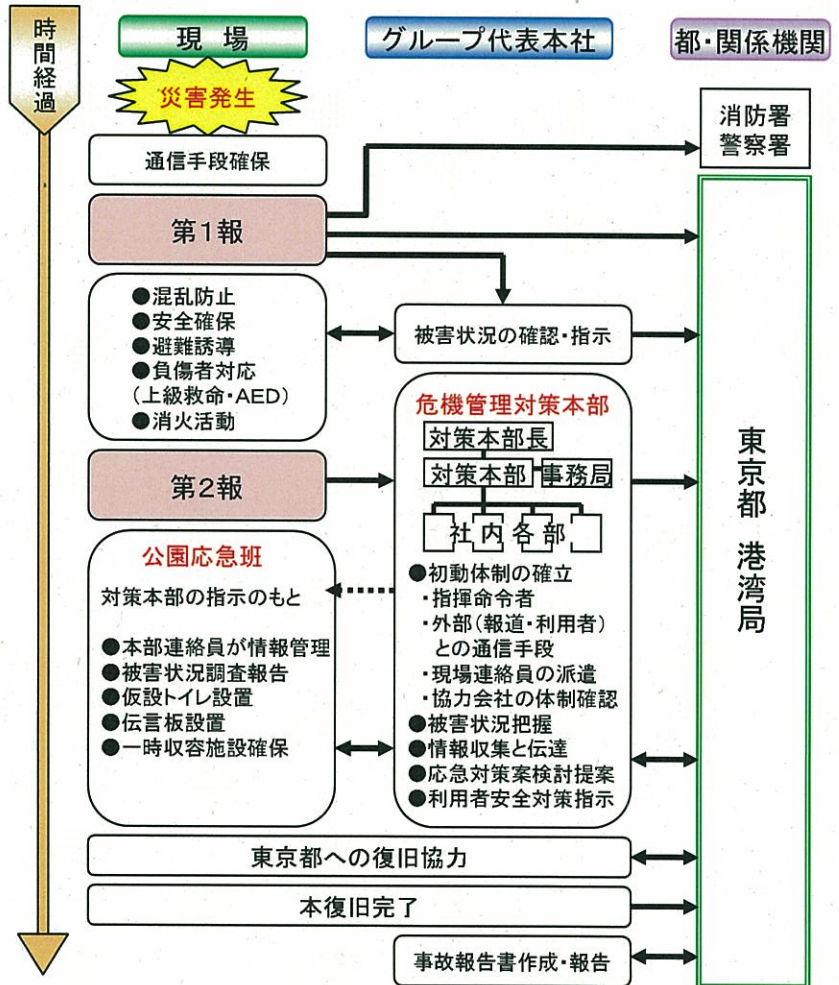 時間経過
現場
グループ代表本社
都・関係機関
災害発生
消防署
警察署
通信手段確保
第1報
●混乱防止
●安全確保
●避難誘導
●負傷者対応
(上級救命・AED)
●消火活動
被害状況の確認・指示
危機管理対策本部
対策本部長
対策本部
事務局
社内各部
第2報
公園応急班
対策本部の指示のもと
●本部連絡員が情報管理
●被害状況調査報告
●仮設トイレ設置
●伝言板設置
●一時収容施設確保
●初動体制の確立
・指揮命令者
・外部(報道・利用者)
との通信手段
・現場連絡員の派遣
・協力会社の体制確認
●被害状況把握
●情報収集と伝達
●応急対策案検討提案
●利用者安全対策指示
東京都 港湾局
東京都への復旧協力
本復旧完了
事故報告書作成・報告